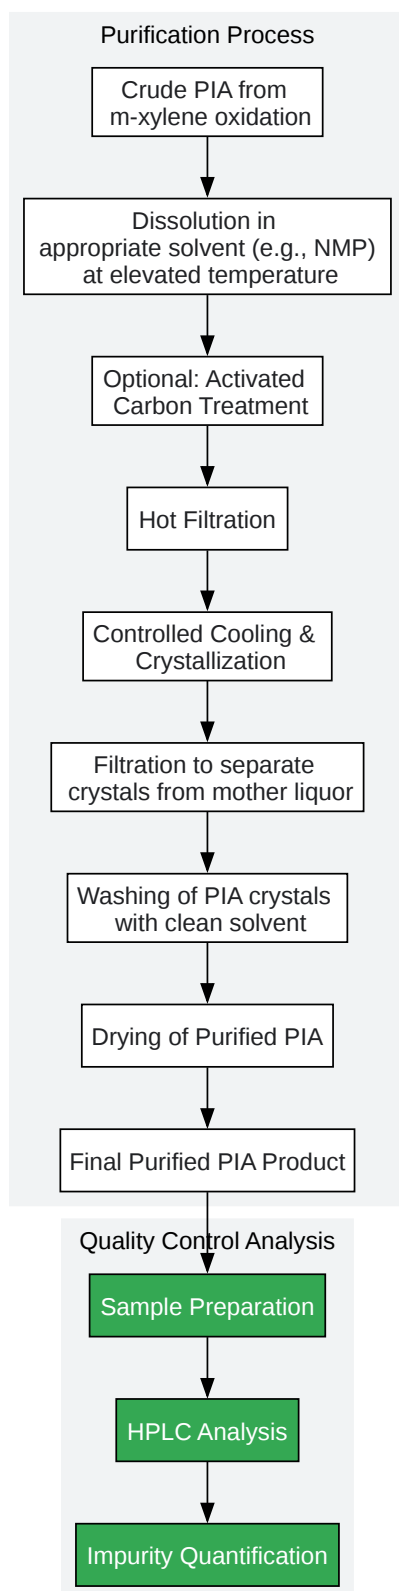 Purification Process
Crude PIA from
m-xylene oxidation
Dissolution in
appropriate solvent (e.g., NMP)
at elevated temperature
Optional: Activated
Carbon Treatment
Hot Filtration
Controlled Cooling &
Crystallization
Filtration to separate
crystals from mother liquor
Washing of PIA crystals
with clean solvent
Drying of Purified PIA
Final Purified PIA Product
Quality Control Analysis
Sample Preparation
HPLC Analysis
Impurity Quantification